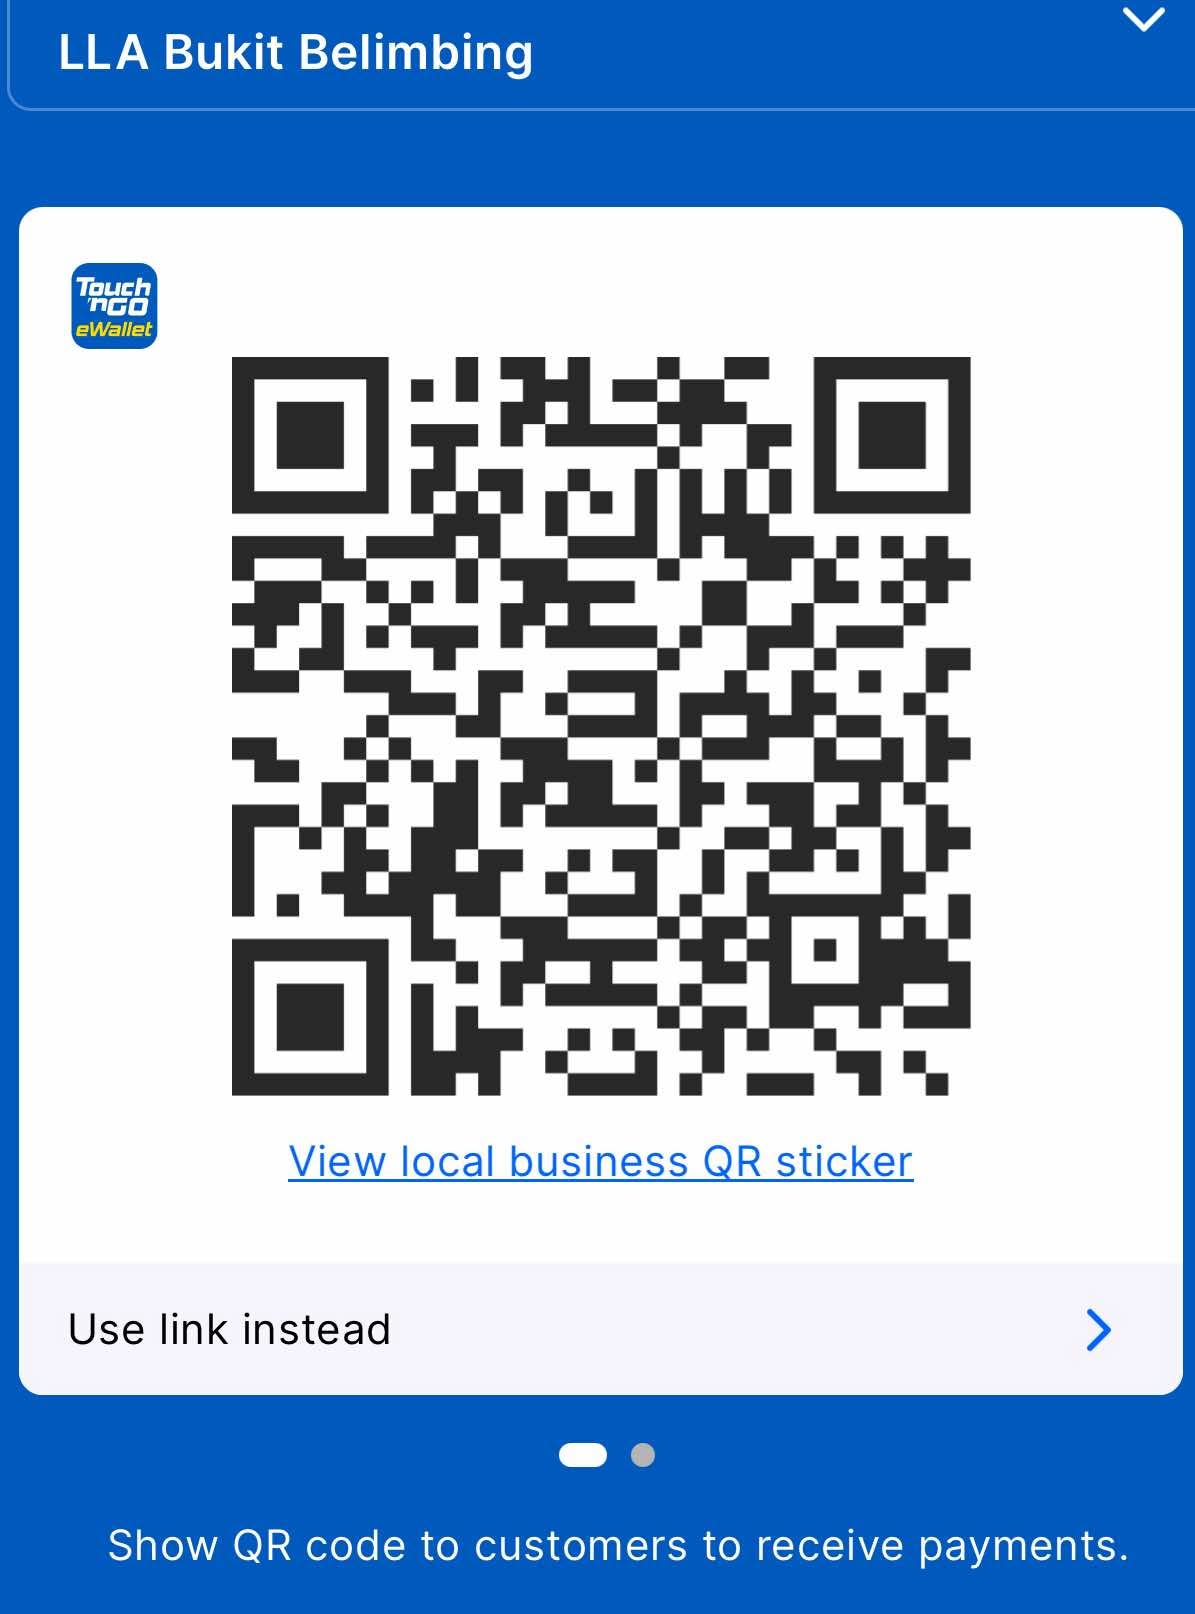 LLA Bukit Belimbing
Touch
'nGO
eWallet
View local business QR sticker
Use link instead
Show QR code to customers to receive payments.